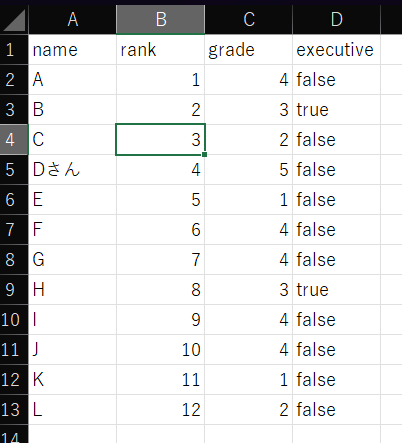 A B C D
1 name rank grade executive
2 A 1 4 false
3 B 2 3 true
4 C 3 2 false
5 Dさん 4 5 false
6 E 5 1 false
7 F 6 4 false
8 G 7 4 false
9 H 8 3 true
10 I 9 4 false
11 J 10 4 false
12 K 11 1 false
13 L 12 2 false
14